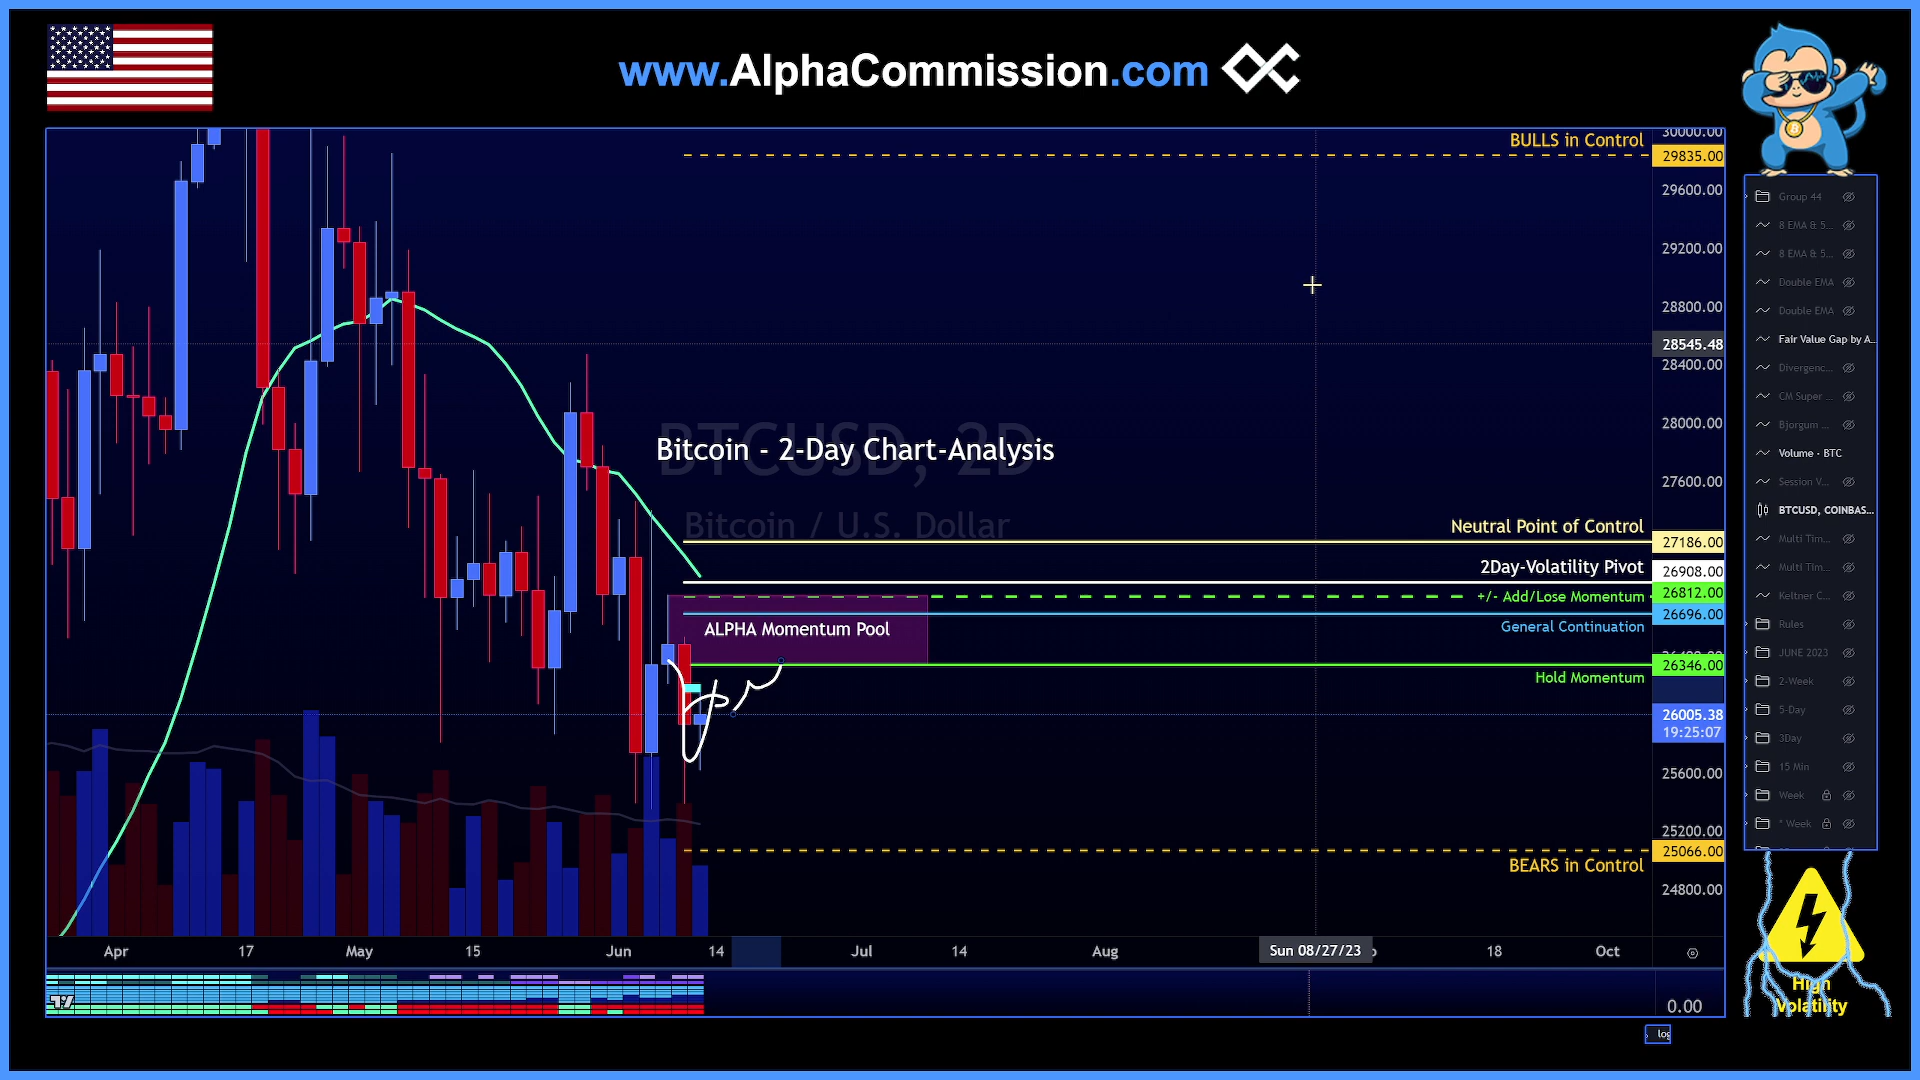 www.AlphaCommission.com
BTCUSD, 2D
Bitcoin / U.S. Dollar
Bitcoin - 2-Day Chart-Analysis
BULLS in Control
Neutral Point of Control
2Day-Volatility Pivot
+/- Add/Lose Momentum
General Continuation
ALPHA Momentum Pool
Hold Momentum
BEARS in Control
30000.00
29835.00
29600.00
29200.00
28800.00
28545.48
28400.00
28000.00
27600.00
27186.00
26908.00
26812.00
26696.00
26346.00
26005.38
19:25:07
25600.00
25200.00
25066.00
24800.00
Apr 17 May 15 Jun 14 Jul 14 Aug Sun 08/27/23 18 Oct
0.00
Group 44
8 EMA & 5...
8 EMA & 5...
Double EMA
Double EMA
Fair Value Gap by A...
Divergenc...
CM Super ...
Bjorgum ...
Volume · BTC
Session V...
BTCUSD, COINBAS...
Multi Tim...
Multi Tim...
Keltner C...
Rules
JUNE 2023
2-Week
5-Day
3Day
15 Min
Week
* Week
High
Volatility
log